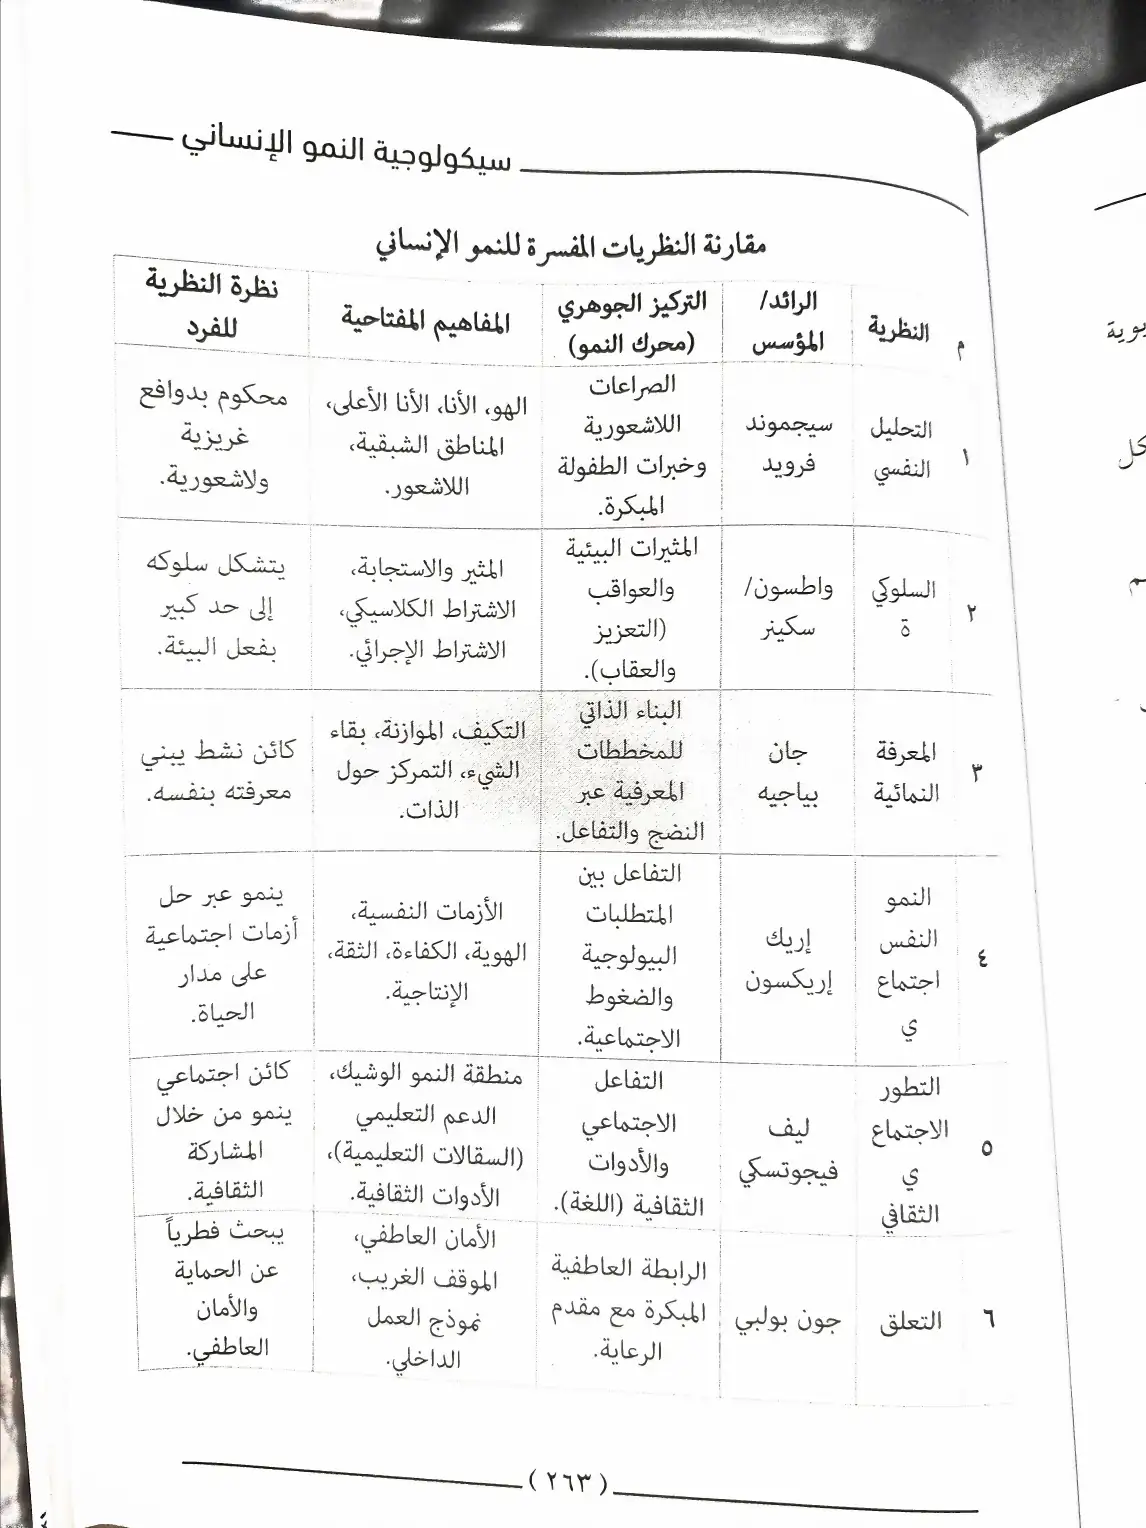 سيكولوجية النمو الإنساني
مقارنة النظريات المفسرة للنمو الإنساني
م | النظرية | الرائد/ المؤسس | التركيز الجوهري (محرك النمو) | المفاهيم المفتاحية | نظرة النظرية للفرد
١ | التحليل النفسي | سيجموند فرويد | الصراعات اللاشعورية وخبرات الطفولة المبكرة. | الهو، الأنا، الأنا الأعلى، المناطق الشبقية، اللاشعور. | محكوم بدوافع غريزية ولاشعورية.
٢ | السلوكي ة | واطسون/ سكينر | المثيرات البيئية والعواقب (التعزيز والعقاب). | المثير والاستجابة، الاشتراط الكلاسيكي، الاشتراط الإجرائي. | يتشكل سلوكه إلى حد كبير بفعل البيئة.
٣ | المعرفة النمائية | جان بياجيه | البناء الذاتي للمخططات المعرفية عبر النضج والتفاعل. | التكيف، الموازنة، بقاء الشيء، التمركز حول الذات. | كائن نشط يبني معرفته بنفسه.
٤ | النمو النفس اجتماع ي | إريك إريكسون | التفاعل بين المتطلبات البيولوجية والضغوط الاجتماعية. | الأزمات النفسية، الهوية، الكفاءة، الثقة، الإنتاجية. | ينمو عبر حل أزمات اجتماعية على مدار الحياة.
٥ | التطور الاجتماع ي الثقافي | ليف فيجوتسكي | التفاعل الاجتماعي والأدوات الثقافية (اللغة). | منطقة النمو الوشيك، الدعم التعليمي (السقالات التعليمية)، الأدوات الثقافية. | كائن اجتماعي ينمو من خلال المشاركة الثقافية.
٦ | التعلق | جون بولبي | الرابطة العاطفية المبكرة مع مقدم الرعاية. | الأمان العاطفي، الموقف الغريب، نموذج العمل الداخلي. | يبحث فطرياً عن الحماية والأمان العاطفي.
( ٢٦٣ )